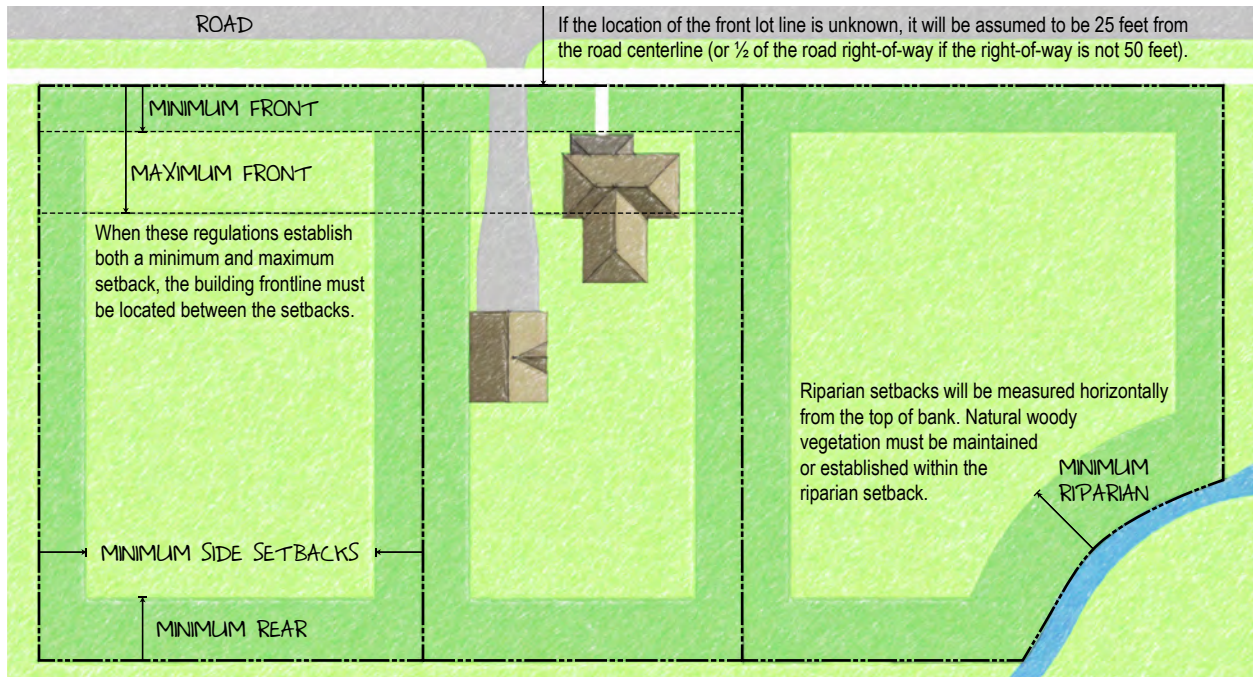 ROAD
If the location of the front lot line is unknown, it will be assumed to be 25 feet from
the road centerline (or ½ of the road right-of-way if the right-of-way is not 50 feet).
MINIMUM FRONT
MAXIMUM FRONT
When these regulations establish
both a minimum and maximum
setback, the building frontline must
be located between the setbacks.
Riparian setbacks will be measured horizontally
from the top of bank. Natural woody
vegetation must be maintained
or established within the
riparian setback.
MINIMUM
RIPARIAN
MINIMUM SIDE SETBACKS
MINIMUM REAR